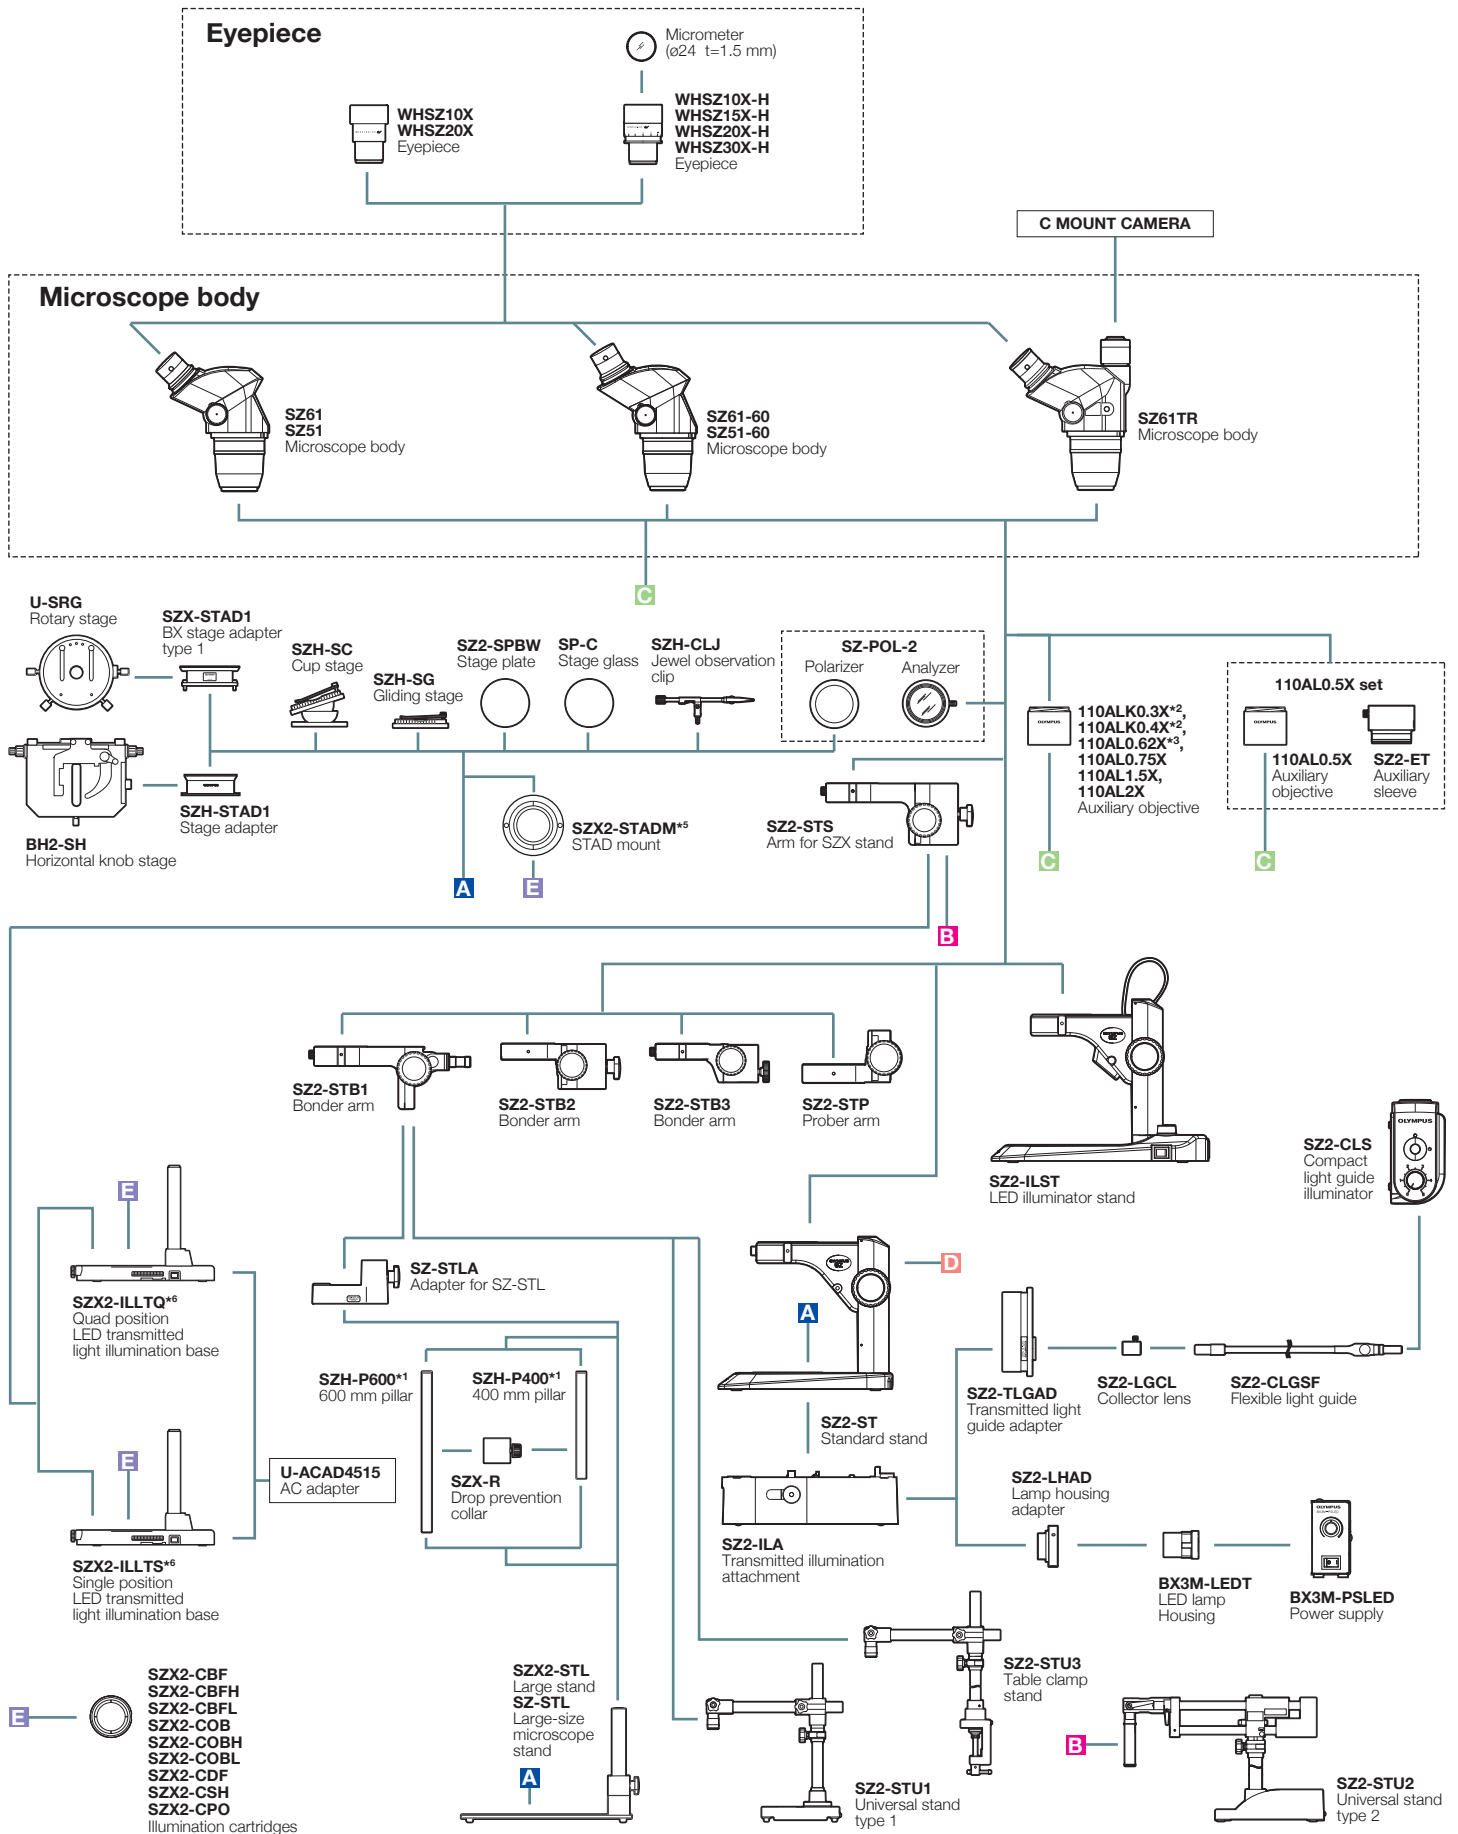 Eyepiece
Micrometer
(ø24  t=1.5 mm)
WHSZ10X
WHSZ20X
Eyepiece
WHSZ10X-H
WHSZ15X-H
WHSZ20X-H
WHSZ30X-H
Eyepiece
C MOUNT CAMERA
Microscope body
SZ61
SZ51
Microscope body
SZ61-60
SZ51-60
Microscope body
SZ61TR
Microscope body
C
U-SRG
Rotary stage
SZX-STAD1
BX stage adapter
type 1
SZH-SC
Cup stage
SZH-SG
Gliding stage
SZ2-SPBW
Stage plate
SP-C
Stage glass
SZH-CLJ
Jewel observation
clip
SZ-POL-2
Polarizer
Analyzer
BH2-SH
Horizontal knob stage
SZH-STAD1
Stage adapter
SZX2-STADM*5
STAD mount
A
E
SZ2-STS
Arm for SZX stand
B
OLYMPUS
110ALK0.3X*2,
110ALK0.4X*2,
110AL0.62X*3,
110AL0.75X
110AL1.5X,
110AL2X
Auxiliary objective
C
110AL0.5X set
OLYMPUS
110AL0.5X
Auxiliary
objective
SZ2-ET
Auxiliary
sleeve
C
SZ2-STB1
Bonder arm
SZ2-STB2
Bonder arm
SZ2-STB3
Bonder arm
SZ2-STP
Prober arm
SZ2-ILST
LED illuminator stand
OLYMPUS
SZ2-CLS
Compact
light guide
illuminator
E
SZX2-ILLTQ*6
Quad position
LED transmitted
light illumination base
SZ-STLA
Adapter for SZ-STL
D
A
SZH-P600*1
600 mm pillar
SZH-P400*1
400 mm pillar
SZX-R
Drop prevention
collar
SZ2-ST
Standard stand
SZ2-TLGAD
Transmitted light
guide adapter
SZ2-LGCL
Collector lens
SZ2-CLGSF
Flexible light guide
E
U-ACAD4515
AC adapter
SZX2-ILLTS*6
Single position
LED transmitted
light illumination base
SZ2-ILA
Transmitted illumination
attachment
SZ2-LHAD
Lamp housing
adapter
BX3M-LEDT
LED lamp
Housing
OLYMPUS
BX3M-PSLED
Power supply
E
SZX2-CBF
SZX2-CBFH
SZX2-CBFL
SZX2-COB
SZX2-COBH
SZX2-COBL
SZX2-CDF
SZX2-CSH
SZX2-CPO
Illumination cartridges
SZX2-STL
Large stand
SZ-STL
Large-size
microscope
stand
A
SZ2-STU1
Universal stand
type 1
SZ2-STU3
Table clamp
stand
B
SZ2-STU2
Universal stand
type 2